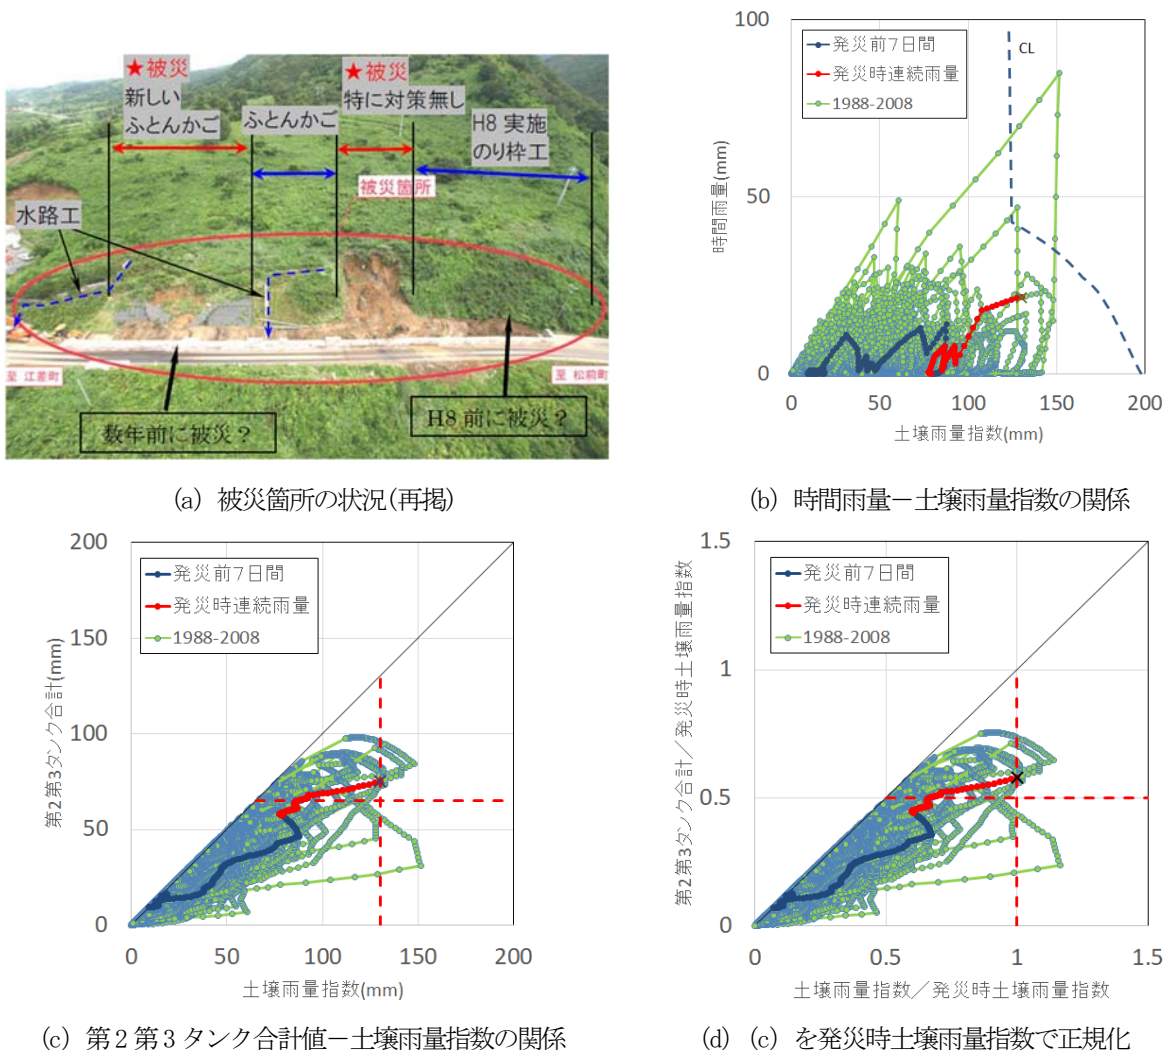 ★被災
新しい
ふとんかご
ふとんかご
★被災
特に対策無し
H8 実施
のり枠工
被災箇所
水路工
至 江差町
至 松前町
数年前に被災？
H8 前に被災？
(a) 被災箇所の状況(再掲)
100
50
0
時間雨量(mm)
発災前7日間
発災時連続雨量
1988-2008
CL
0 50 100 150 200
土壌雨量指数(mm)
(b) 時間雨量－土壌雨量指数の関係
200
150
100
50
0
第2第3タンク合計(mm)
発災前7日間
発災時連続雨量
1988-2008
0 50 100 150 200
土壌雨量指数(mm)
(c) 第2第3タンク合計値－土壌雨量指数の関係
1.5
1
0.5
0
第2第3タンク合計／発災時土壌雨量指数
発災前7日間
発災時連続雨量
1988-2008
0 0.5 1 1.5
土壌雨量指数／発災時土壌雨量指数
(d) (c) を発災時土壌雨量指数で正規化